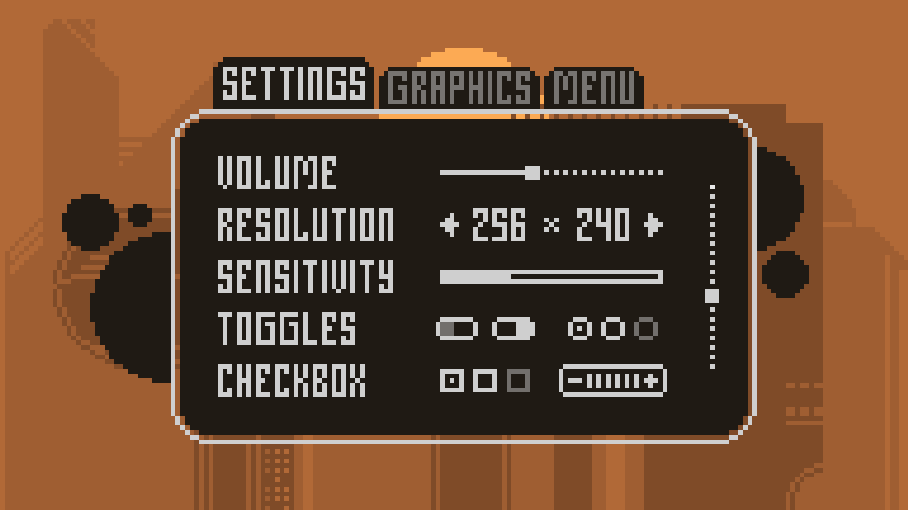 SETTINGS GRAPHICS MENU
VOLUME
RESOLUTION 256 × 240
SENSITIVITY
TOGGLES
CHECKBOX